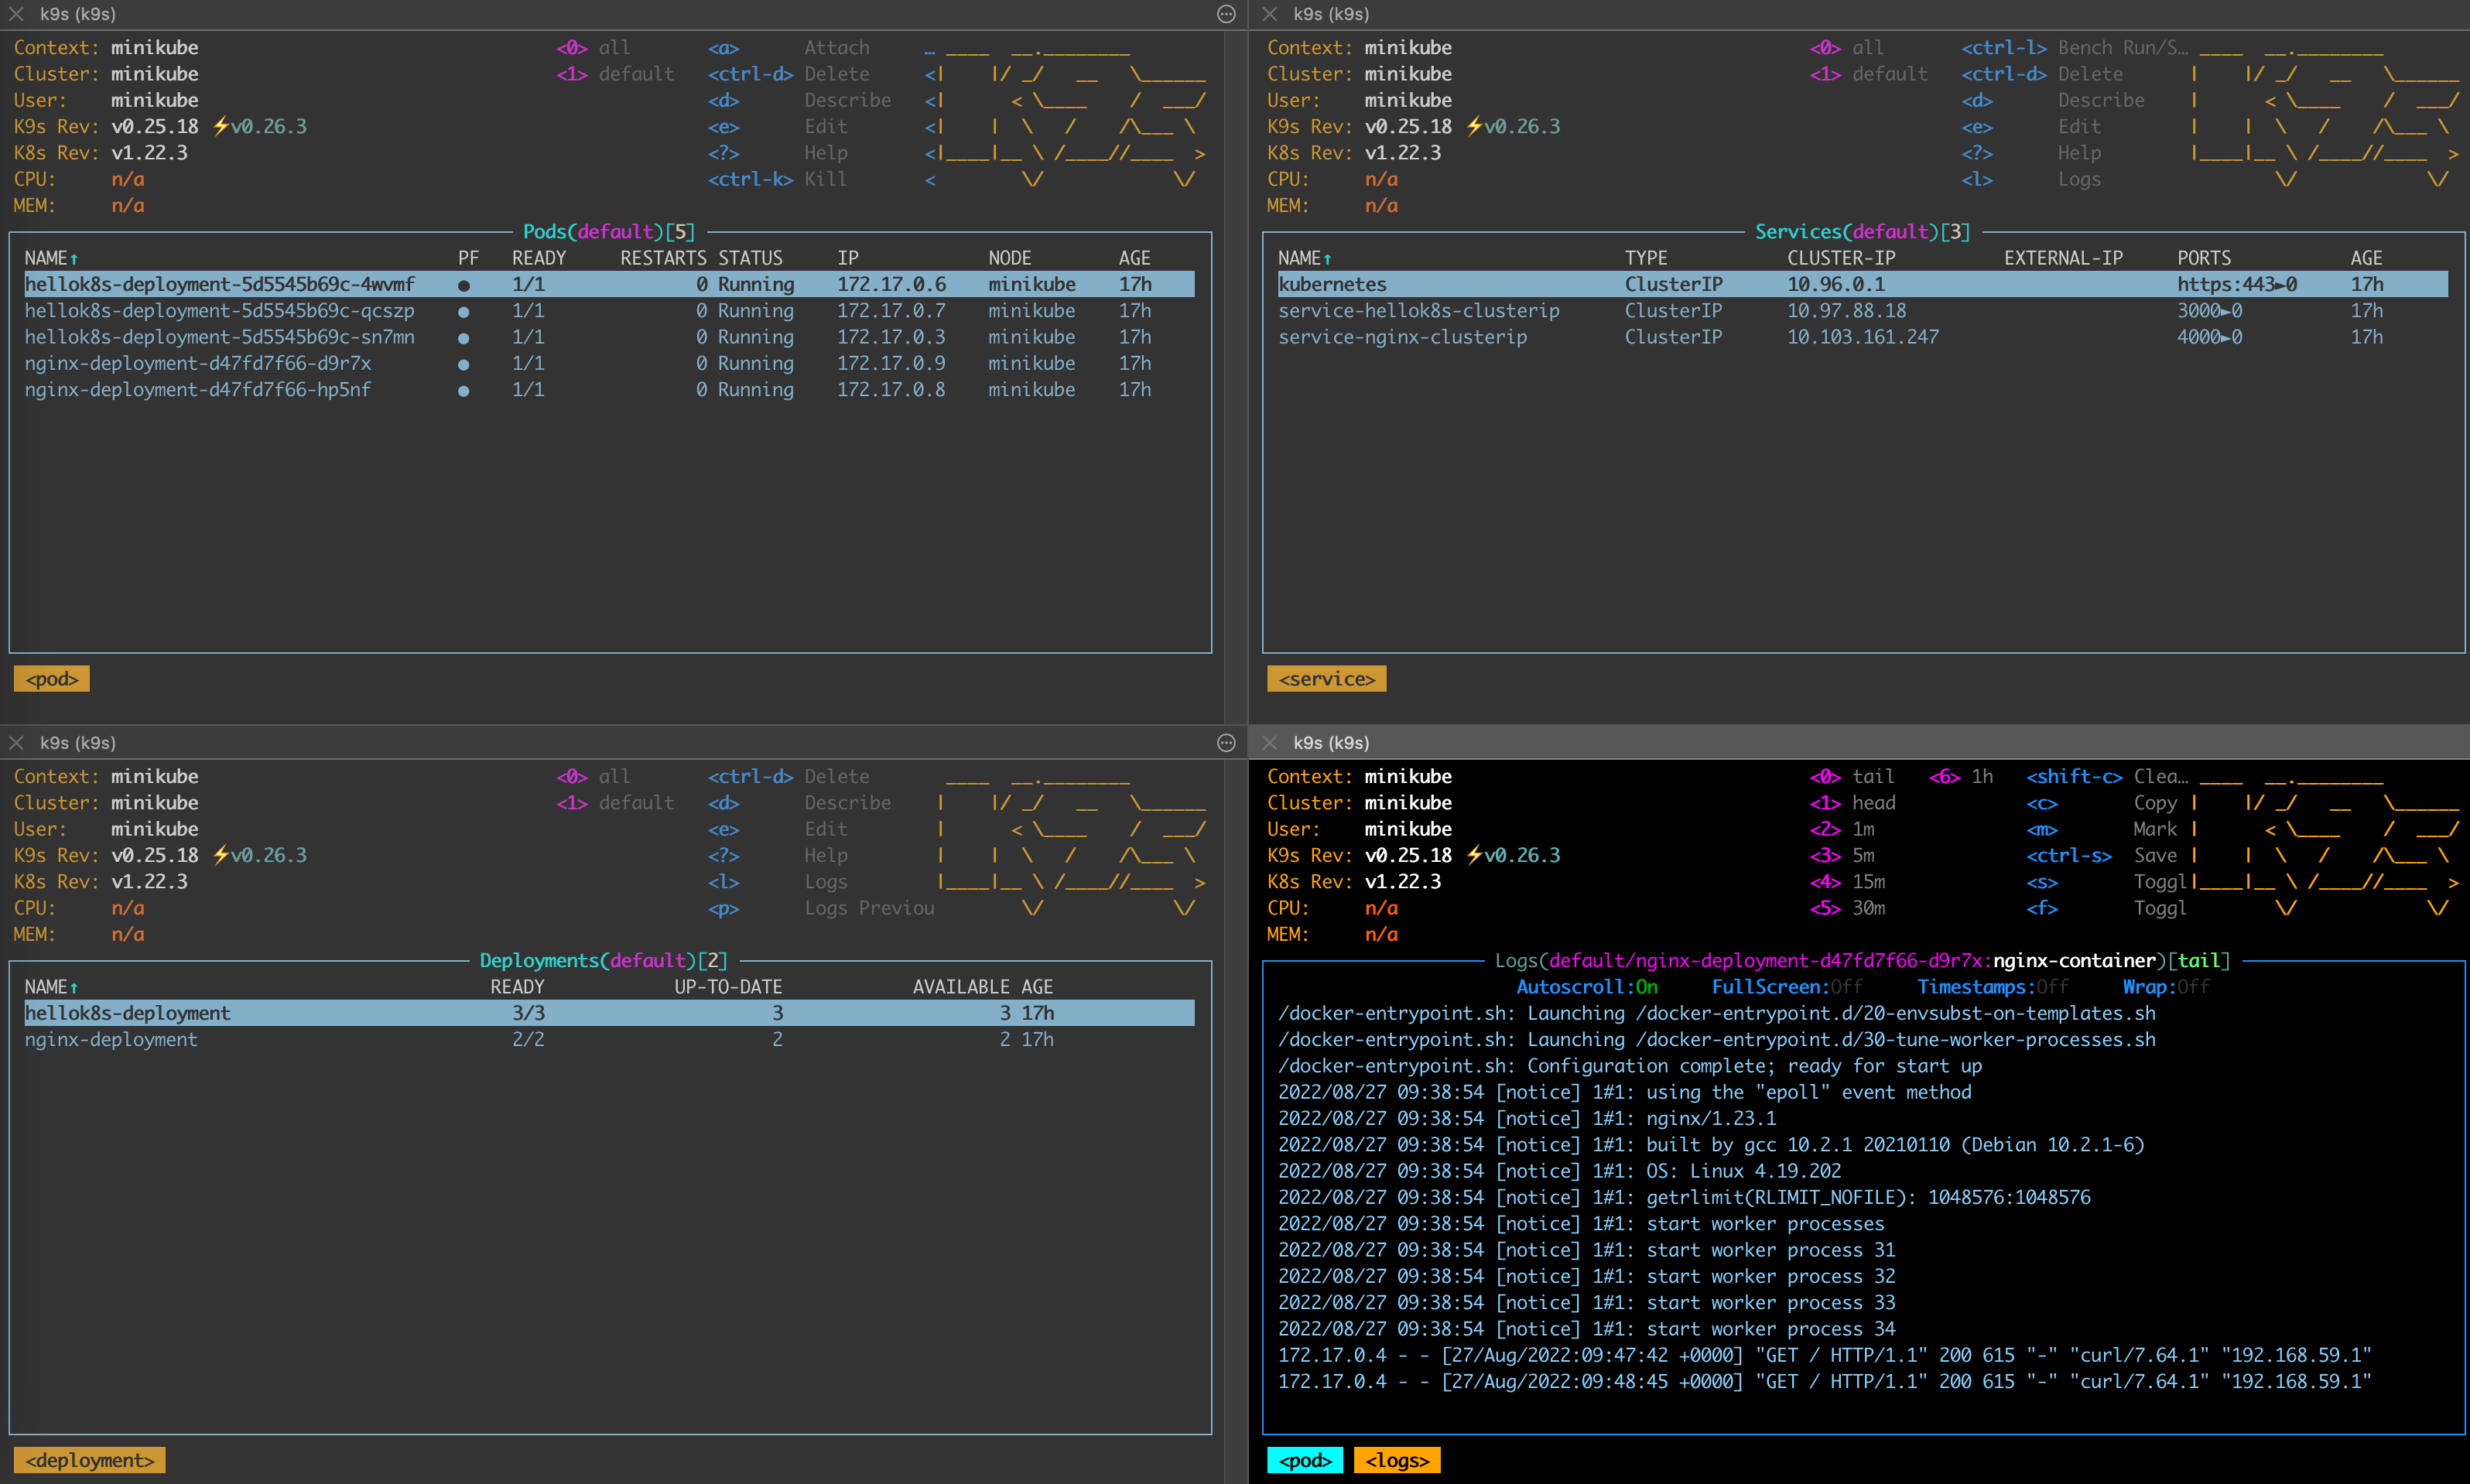 k9s (k9s)
Context: minikube <0> all <a> Attach …
Cluster: minikube <1> default <ctrl-d> Delete <
User: minikube <d> Describe <
K9s Rev: v0.25.18 ⚡v0.26.3 <e> Edit <
K8s Rev: v1.22.3 <?> Help <
CPU: n/a <ctrl-k> Kill <
MEM: n/a
Pods(default)[5]
NAME↑ PF READY RESTARTS STATUS IP NODE AGE
hellok8s-deployment-5d5545b69c-4wvmf ● 1/1 0 Running 172.17.0.6 minikube 17h
hellok8s-deployment-5d5545b69c-qcszp ● 1/1 0 Running 172.17.0.7 minikube 17h
hellok8s-deployment-5d5545b69c-sn7mn ● 1/1 0 Running 172.17.0.3 minikube 17h
nginx-deployment-d47fd7f66-d9r7x ● 1/1 0 Running 172.17.0.9 minikube 17h
nginx-deployment-d47fd7f66-hp5nf ● 1/1 0 Running 172.17.0.8 minikube 17h
<pod>
k9s (k9s)
Context: minikube <0> all <ctrl-l> Bench Run/S…
Cluster: minikube <1> default <ctrl-d> Delete
User: minikube <d> Describe
K9s Rev: v0.25.18 ⚡v0.26.3 <e> Edit
K8s Rev: v1.22.3 <?> Help
CPU: n/a <l> Logs
MEM: n/a
Services(default)[3]
NAME↑ TYPE CLUSTER-IP EXTERNAL-IP PORTS AGE
kubernetes ClusterIP 10.96.0.1 https:443►0 17h
service-hellok8s-clusterip ClusterIP 10.97.88.18 3000►0 17h
service-nginx-clusterip ClusterIP 10.103.161.247 4000►0 17h
<service>
k9s (k9s)
Context: minikube <0> all <ctrl-d> Delete
Cluster: minikube <1> default <d> Describe
User: minikube <e> Edit
K9s Rev: v0.25.18 ⚡v0.26.3 <?> Help
K8s Rev: v1.22.3 <l> Logs
CPU: n/a <p> Logs Previou
MEM: n/a
Deployments(default)[2]
NAME↑ READY UP-TO-DATE AVAILABLE AGE
hellok8s-deployment 3/3 3 3 17h
nginx-deployment 2/2 2 2 17h
<deployment>
k9s (k9s)
Context: minikube <0> tail <6> 1h <shift-c> Clea…
Cluster: minikube <1> head <c> Copy
User: minikube <2> 1m <m> Mark
K9s Rev: v0.25.18 ⚡v0.26.3 <3> 5m <ctrl-s> Save
K8s Rev: v1.22.3 <4> 15m <s> Toggl
CPU: n/a <5> 30m <f> Toggl
MEM: n/a
Logs(default/nginx-deployment-d47fd7f66-d9r7x:nginx-container)[tail]
Autoscroll:On FullScreen:Off Timestamps:Off Wrap:Off
/docker-entrypoint.sh: Launching /docker-entrypoint.d/20-envsubst-on-templates.sh
/docker-entrypoint.sh: Launching /docker-entrypoint.d/30-tune-worker-processes.sh
/docker-entrypoint.sh: Configuration complete; ready for start up
2022/08/27 09:38:54 [notice] 1#1: using the "epoll" event method
2022/08/27 09:38:54 [notice] 1#1: nginx/1.23.1
2022/08/27 09:38:54 [notice] 1#1: built by gcc 10.2.1 20210110 (Debian 10.2.1-6)
2022/08/27 09:38:54 [notice] 1#1: OS: Linux 4.19.202
2022/08/27 09:38:54 [notice] 1#1: getrlimit(RLIMIT_NOFILE): 1048576:1048576
2022/08/27 09:38:54 [notice] 1#1: start worker processes
2022/08/27 09:38:54 [notice] 1#1: start worker process 31
2022/08/27 09:38:54 [notice] 1#1: start worker process 32
2022/08/27 09:38:54 [notice] 1#1: start worker process 33
2022/08/27 09:38:54 [notice] 1#1: start worker process 34
172.17.0.4 - - [27/Aug/2022:09:47:42 +0000] "GET / HTTP/1.1" 200 615 "-" "curl/7.64.1" "192.168.59.1"
172.17.0.4 - - [27/Aug/2022:09:48:45 +0000] "GET / HTTP/1.1" 200 615 "-" "curl/7.64.1" "192.168.59.1"
<pod> <logs>